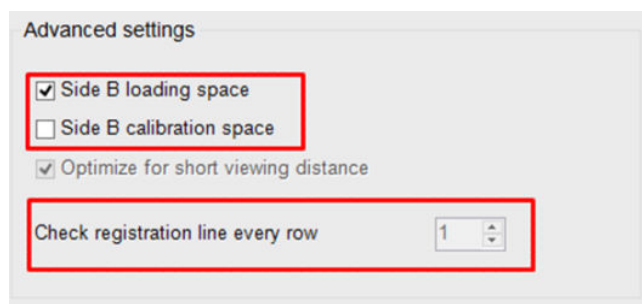 Advanced settings
Side B loading space
Side B calibration space
Optimize for short viewing distance
Check registration line every row 1